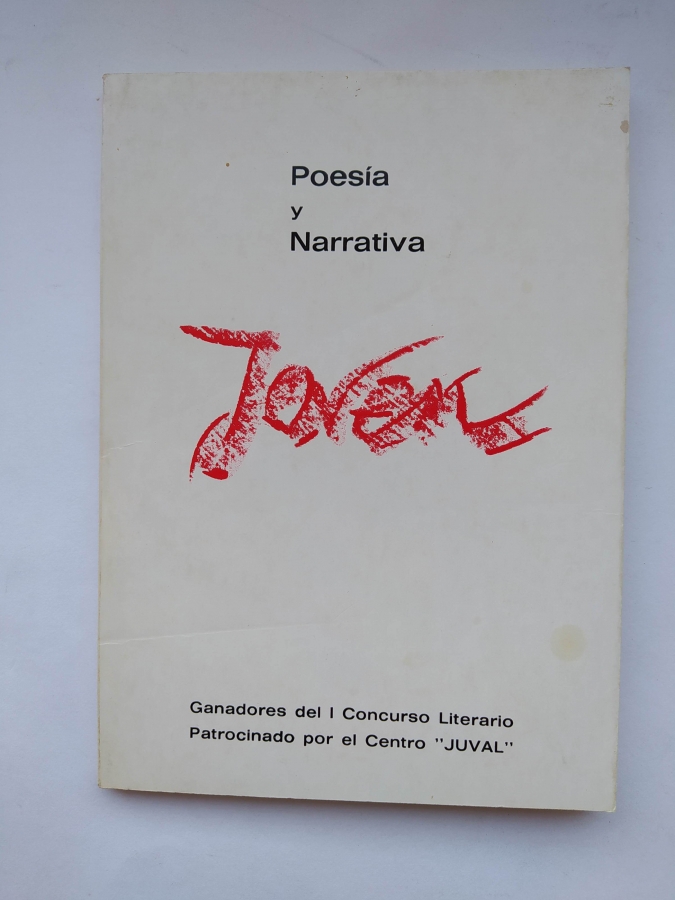 Poesía
y
Narrativa
Joven
Ganadores del I Concurso Literario
Patrocinado por el Centro "JUVAL"